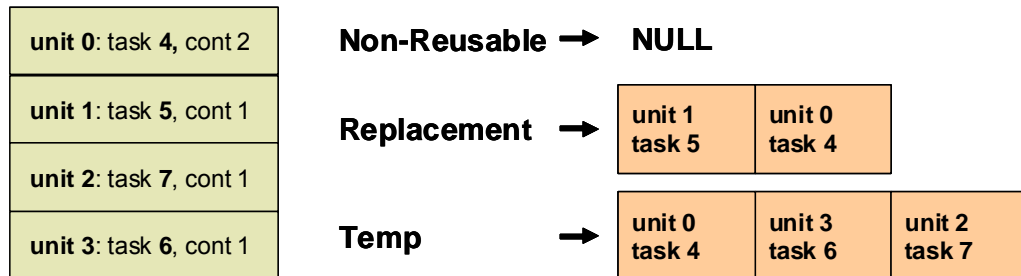 unit 0: task 4, cont 2
unit 1: task 5, cont 1
unit 2: task 7, cont 1
unit 3: task 6, cont 1
Non-Reusable → NULL
Replacement →
unit 1 unit 0
task 5 task 4
Temp →
unit 0 unit 3 unit 2
task 4 task 6 task 7